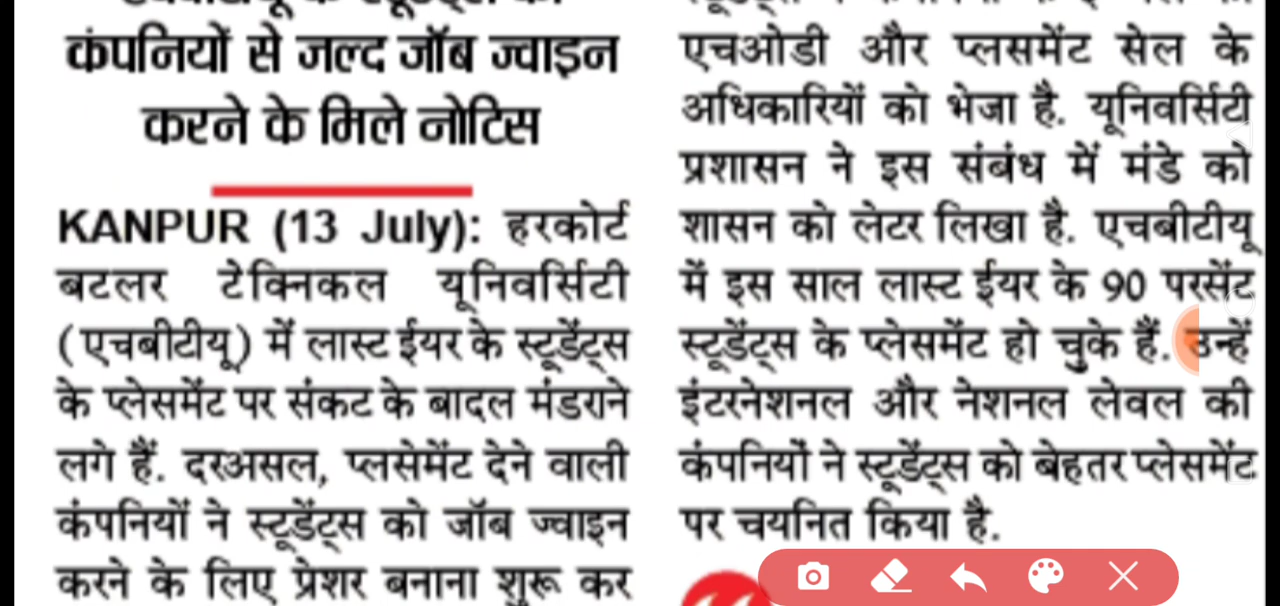 कंपनियों से जल्द जॉब ज्वाइन
करने के मिले नोटिस
KANPUR (13 July): हरकोर्ट
बटलर टेक्निकल यूनिवर्सिटी
(एचबीटीयू) में लास्ट ईयर के स्टूडेंट्स
के प्लेसमेंट पर संकट के बादल मंडराने
लगे हैं. दरअसल, प्लसेमेंट देने वाली
कंपनियों ने स्टूडेंट्स को जॉब ज्वाइन
करने के लिए प्रेशर बनाना शुरू कर
एचओडी और प्लसमेंट सेल के
अधिकारियों को भेजा है. यूनिवर्सिटी
प्रशासन ने इस संबंध में मंडे को
शासन को लेटर लिखा है. एचबीटीयू
में इस साल लास्ट ईयर के 90 परसेंट
स्टूडेंट्स के प्लेसमेंट हो चुके हैं. उन्हें
इंटरनेशनल और नेशनल लेवल की
कंपनियों ने स्टूडेंट्स को बेहतर प्लेसमेंट
पर चयनित किया है.